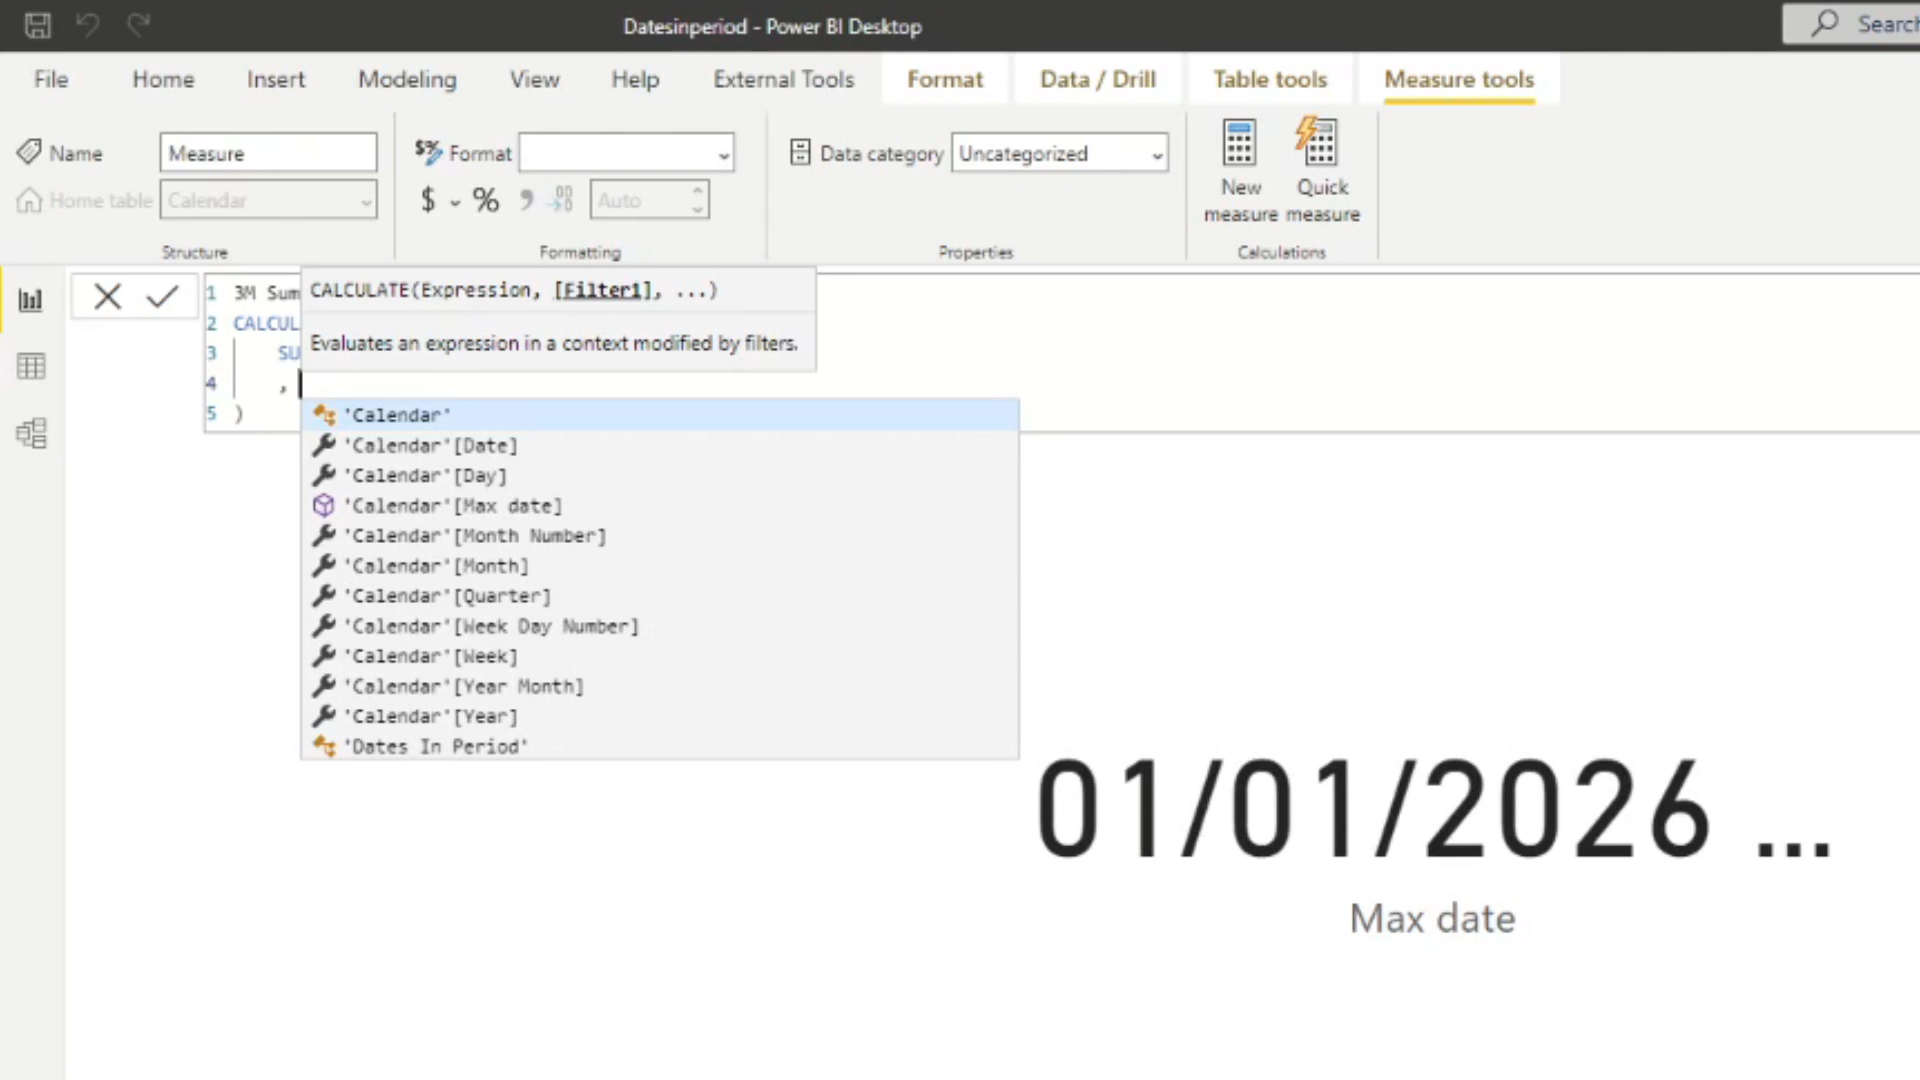 Datesinperiod - Power BI Desktop
Search
File Home Insert Modeling View Help External Tools Format Data / Drill Table tools Measure tools
Name Measure
Home table Calendar
Structure
$% Format
$ % , .00 Auto
Formatting
Data category Uncategorized
Properties
New measure
Quick measure
Calculations
1 3M Sum
2 CALCUL
3 SU
4 ,
5 )
CALCULATE(Expression, [Filter1], ...)
Evaluates an expression in a context modified by filters.
'Calendar'
'Calendar'[Date]
'Calendar'[Day]
'Calendar'[Max date]
'Calendar'[Month Number]
'Calendar'[Month]
'Calendar'[Quarter]
'Calendar'[Week Day Number]
'Calendar'[Week]
'Calendar'[Year Month]
'Calendar'[Year]
'Dates In Period'
01/01/2026 ...
Max date